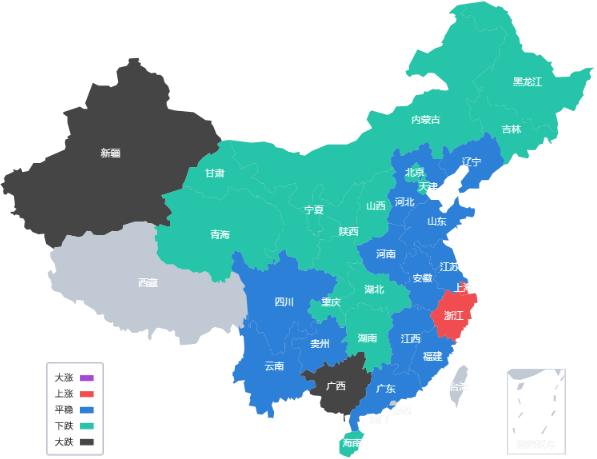 黑龙江
内蒙古
吉林
新疆
辽宁
北京
甘肃
天津
河北
山西
宁夏
山东
陕西
青海
河南
江苏
安徽
西藏
上海
湖北
四川
重庆
浙江
湖南
江西
贵州
福建
云南
广西
广东
台湾
海南
大涨
上涨
平稳
下跌
大跌